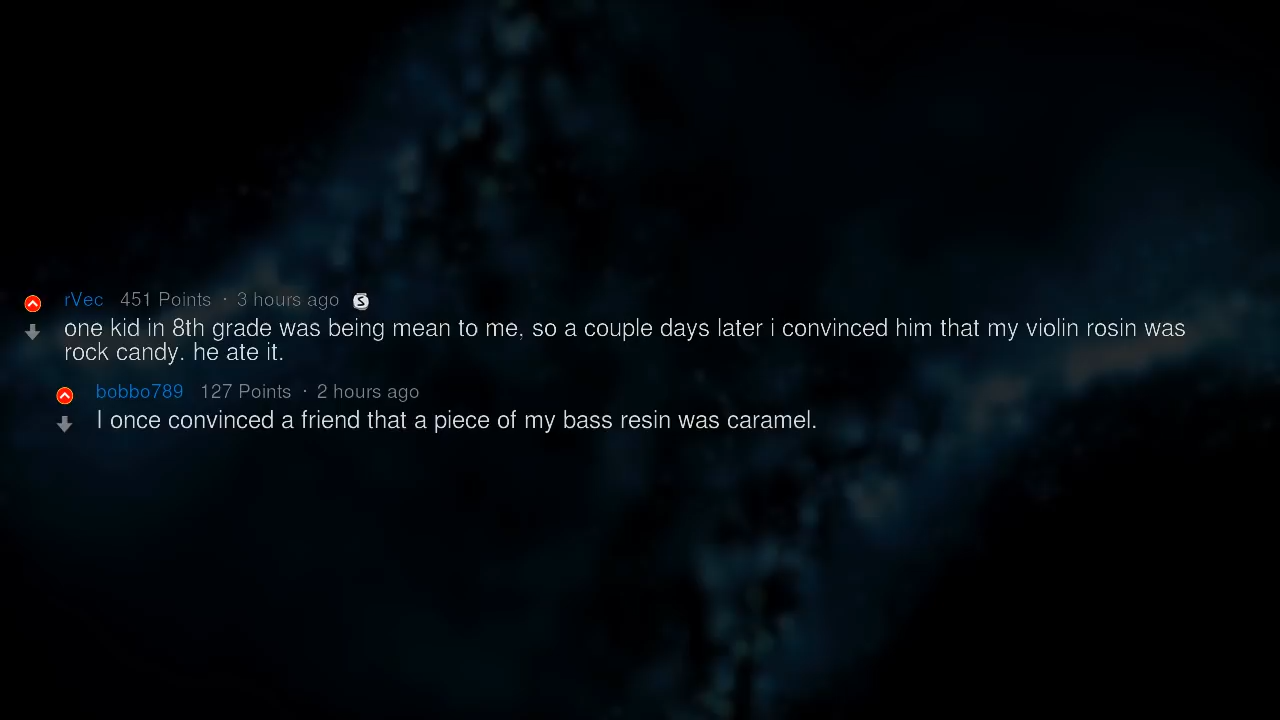 rVec 451 Points · 3 hours ago S
one kid in 8th grade was being mean to me, so a couple days later i convinced him that my violin rosin was
rock candy. he ate it.
bobbo789 127 Points · 2 hours ago
I once convinced a friend that a piece of my bass resin was caramel.